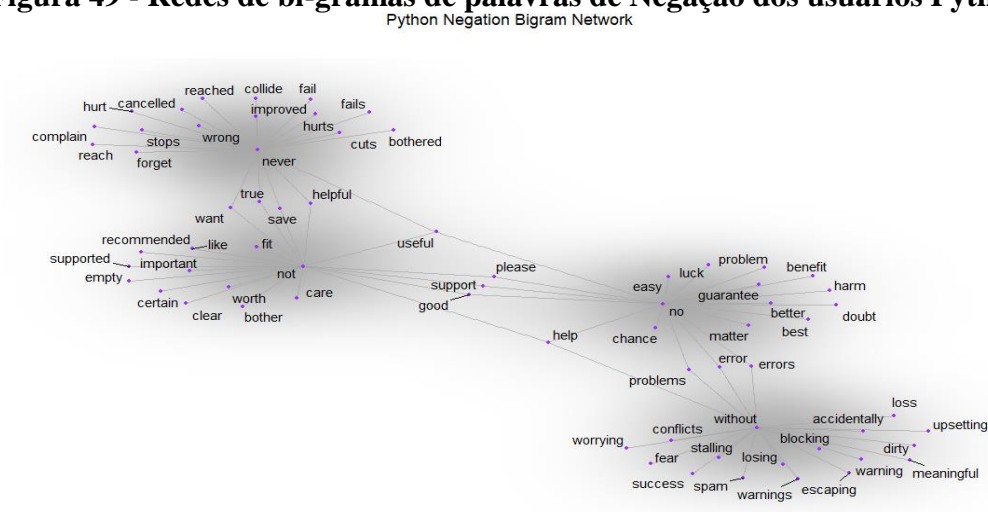 Figura 49 - Redes de bi-gramas de palavras de Negação dos usuários Pyth
Python Negation Bigram Network
reached collide fail
hurt cancelled improved fails
complain stops wrong hurts
reach forget cuts bothered
never
true helpful
want save
recommended like fit useful
supported important
empty not please
support
certain worth care good
clear bother
luck problem benefit
easy guarantee harm
no better doubt
chance matter best
help
error errors
problems
loss
without accidentally upsetting
conflicts blocking
worrying stalling dirty
fear losing warning meaningful
success spam warnings escaping